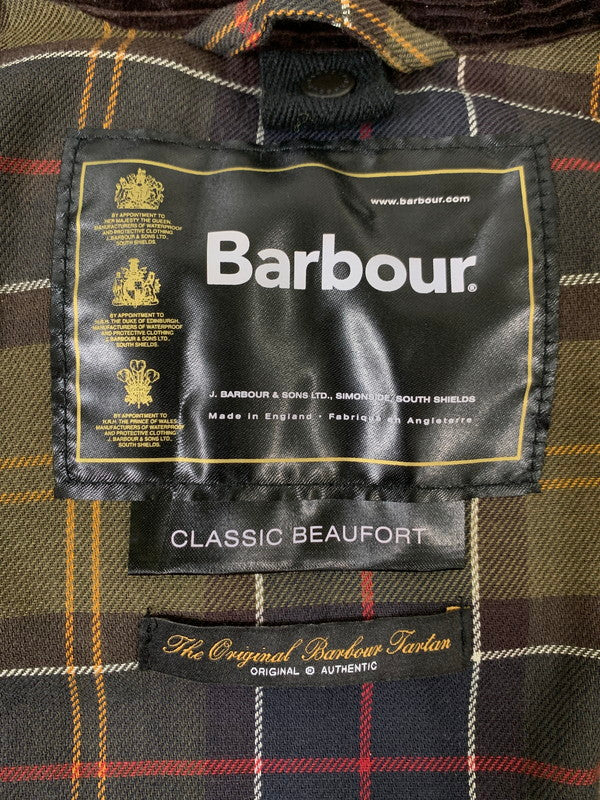 www.barbour.com
Barbour®
BY APPOINTMENT TO
HER MAJESTY THE QUEEN,
MANUFACTURERS OF WATERPROOF
AND PROTECTIVE CLOTHING
J. BARBOUR & SONS LTD.
SOUTH SHIELDS.
BY APPOINTMENT TO
H.R.H. THE DUKE OF EDINBURGH,
MANUFACTURERS OF WATERPROOF
AND PROTECTIVE CLOTHING
J. BARBOUR & SONS LTD.,
SOUTH SHIELDS.
BY APPOINTMENT TO
H.R.H. THE PRINCE OF WALES,
MANUFACTURERS OF WATERPROOF
AND PROTECTIVE CLOTHING
J. BARBOUR & SONS LTD.,
SOUTH SHIELDS.
J. BARBOUR & SONS LTD., SIMONSIDE, SOUTH SHIELDS
Made in England · Fabriqué en Angleterre
CLASSIC BEAUFORT
The Original Barbour Tartan
ORIGINAL & AUTHENTIC